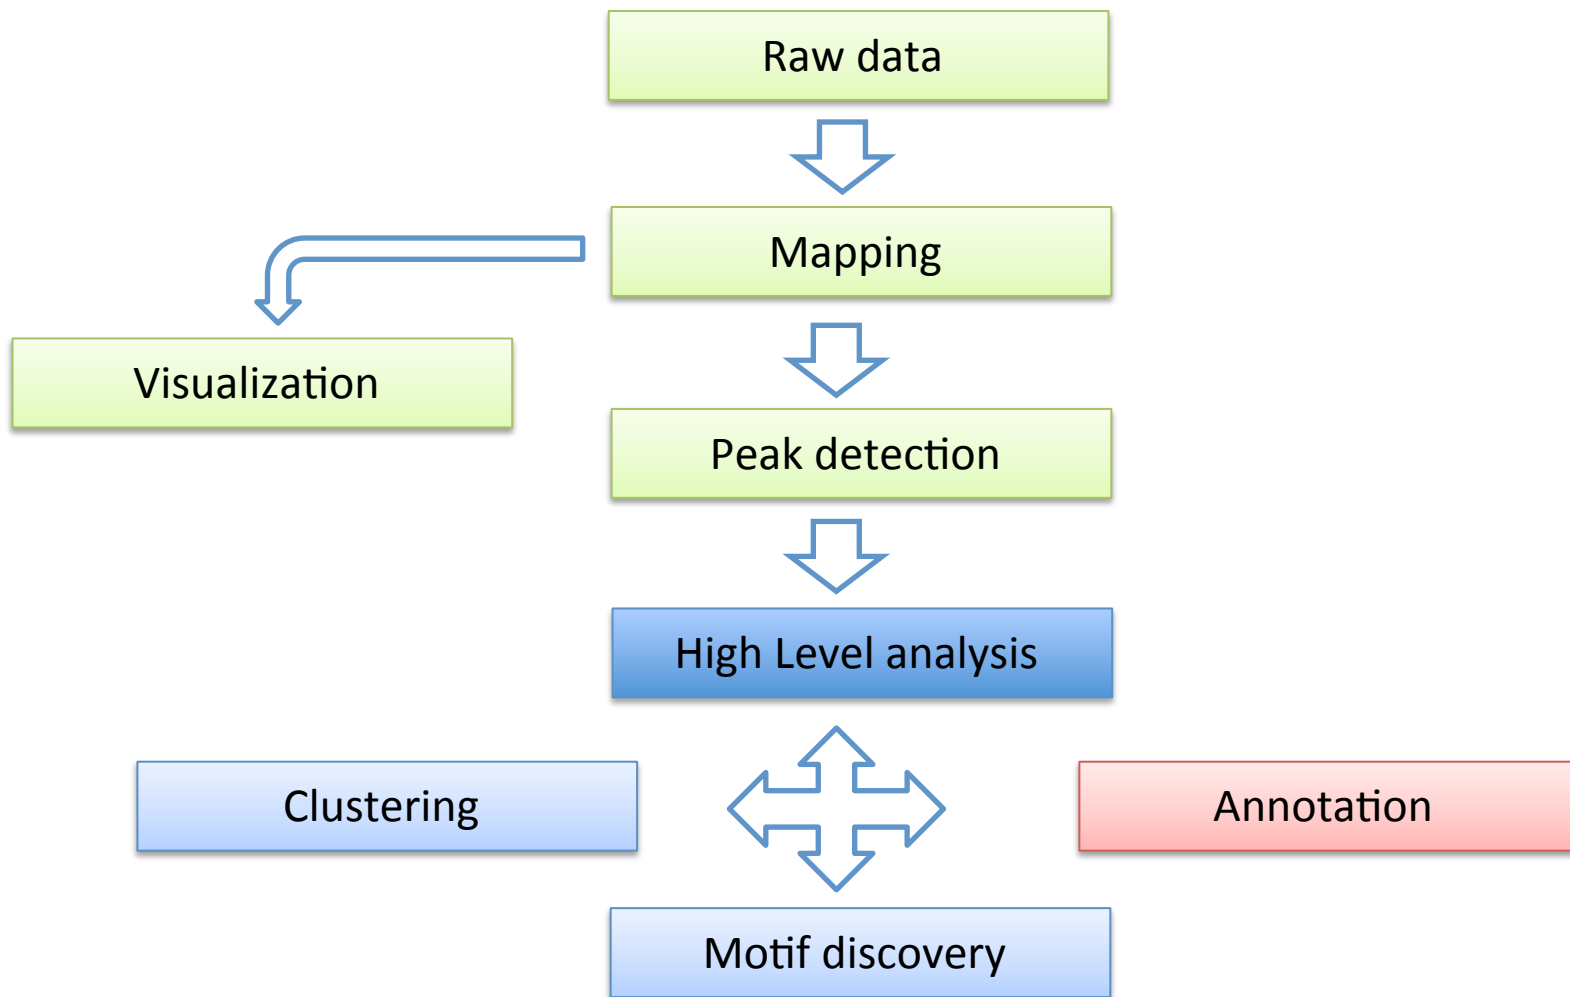 Raw data
Mapping
Visualization
Peak detection
High Level analysis
Clustering
Annotation
Motif discovery